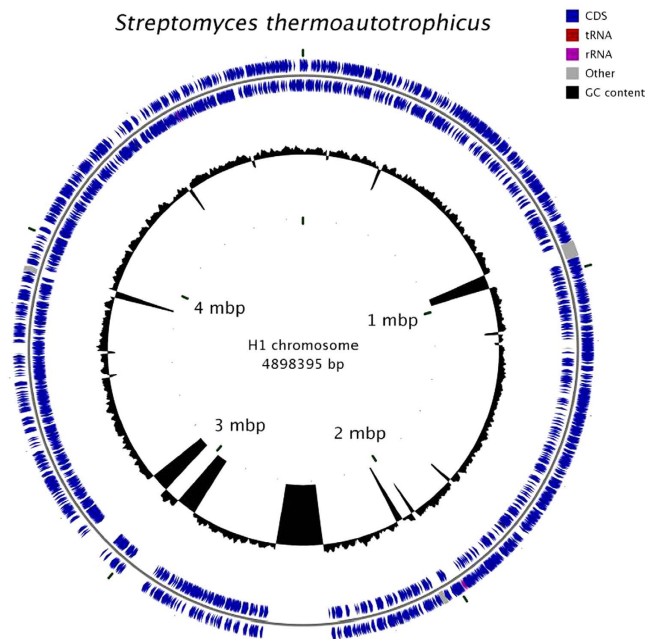 Streptomyces thermoautotrophicus
CDS
tRNA
rRNA
Other
GC content
4 mbp
1 mbp
H1 chromosome
4898395 bp
3 mbp
2 mbp